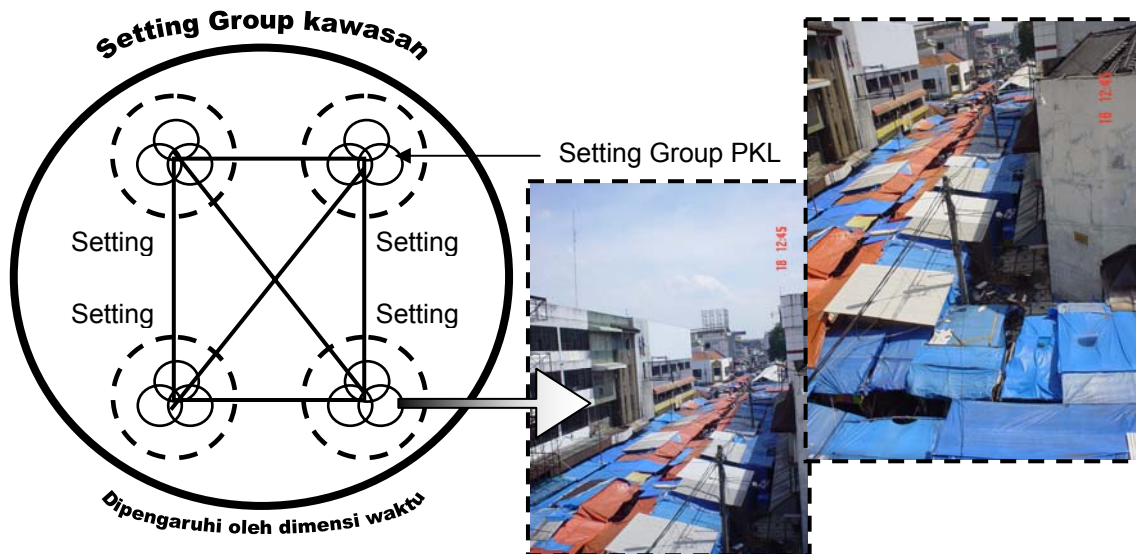 Setting Group kawasan
Setting Group PKL
Setting
Setting
Setting
Setting
Dipengaruhi oleh dimensi waktu
18 12:45
18 12:45